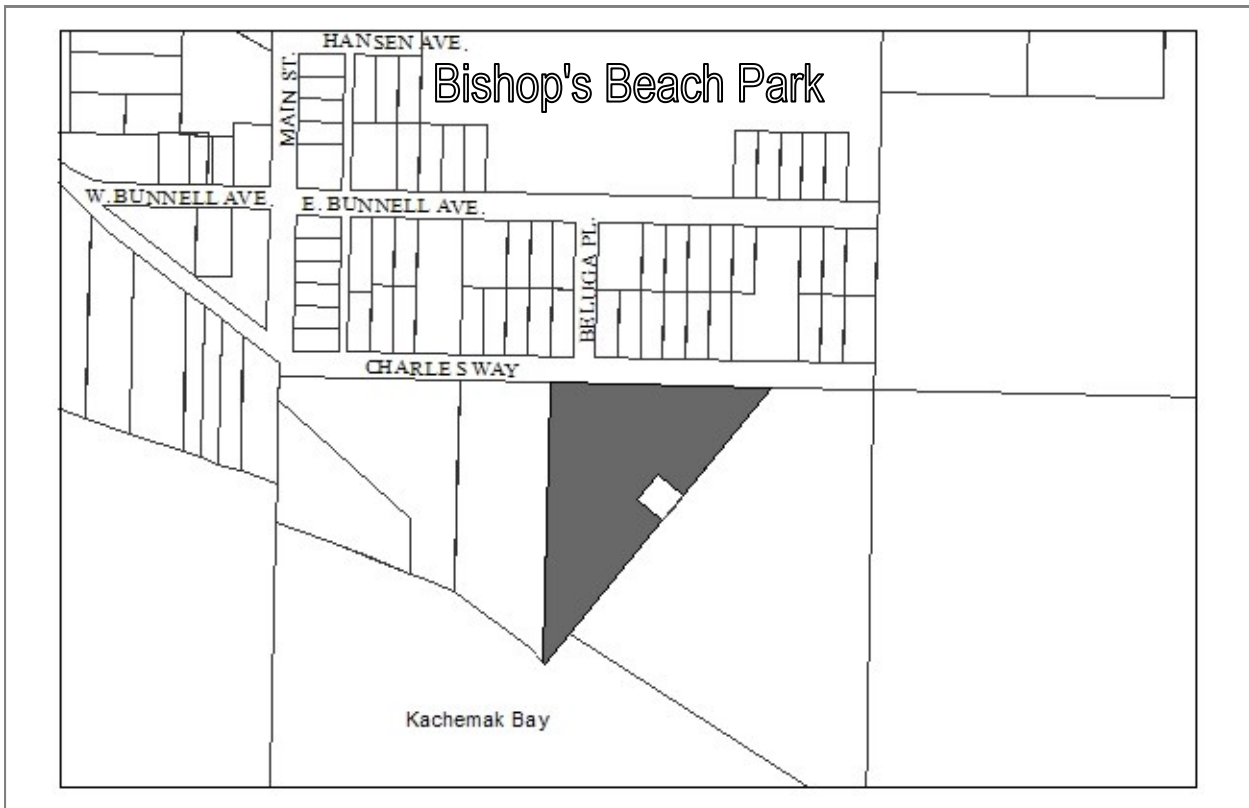 HANSEN AVE.
Bishop's Beach Park
MAIN ST.
W. BUNNELL AVE.
E. BUNNELL AVE.
BELUGA PL.
CHARLES WAY
Kachemak Bay